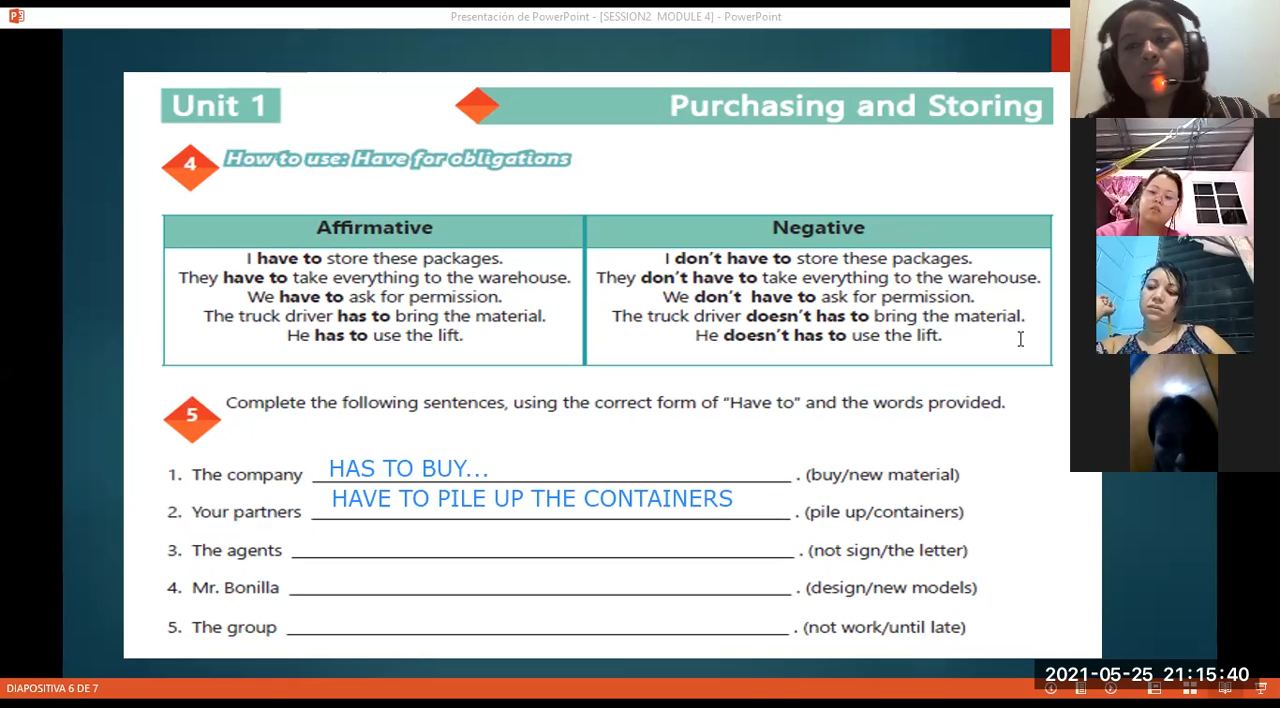 Presentación de PowerPoint - [SESSION2 MODULE 4] - PowerPoint
Unit 1
Purchasing and Storing
4
How to use: Have for obligations
Affirmative
I have to store these packages.
They have to take everything to the warehouse.
We have to ask for permission.
The truck driver has to bring the material.
He has to use the lift.
Negative
I don't have to store these packages.
They don't have to take everything to the warehouse.
We don't have to ask for permission.
The truck driver doesn't has to bring the material.
He doesn't has to use the lift.
5
Complete the following sentences, using the correct form of "Have to" and the words provided.
1. The company HAS TO BUY... . (buy/new material)
2. Your partners HAVE TO PILE UP THE CONTAINERS . (pile up/containers)
3. The agents . (not sign/the letter)
4. Mr. Bonilla . (design/new models)
5. The group . (not work/until late)
2021-05-25 21:15:40
DIAPOSITIVA 6 DE 7